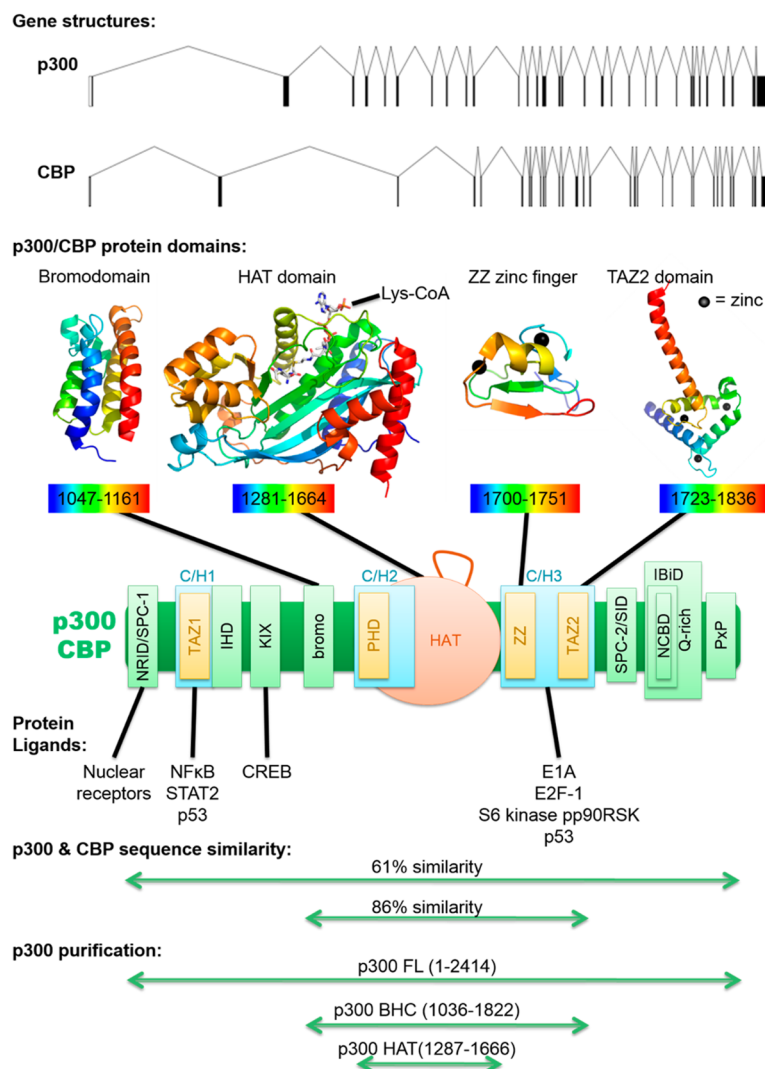 Gene structures:
p300
CBP
p300/CBP protein domains:
Bromodomain
HAT domain
ZZ zinc finger
TAZ2 domain
Lys-CoA
= zinc
1047-1161
1281-1664
1700-1751
1723-1836
p300
CBP
NRID/SPC-1
C/H1
TAZ1
IHD
KIX
bromo
C/H2
PHD
HAT
C/H3
ZZ
TAZ2
SPC-2/SID
IBiD
NCBD
Q-rich
PxP
Protein
Ligands:
Nuclear
receptors
NFκB
STAT2
p53
CREB
E1A
E2F-1
S6 kinase pp90RSK
p53
p300 & CBP sequence similarity:
61% similarity
86% similarity
p300 purification:
p300 FL (1-2414)
p300 BHC (1036-1822)
p300 HAT(1287-1666)